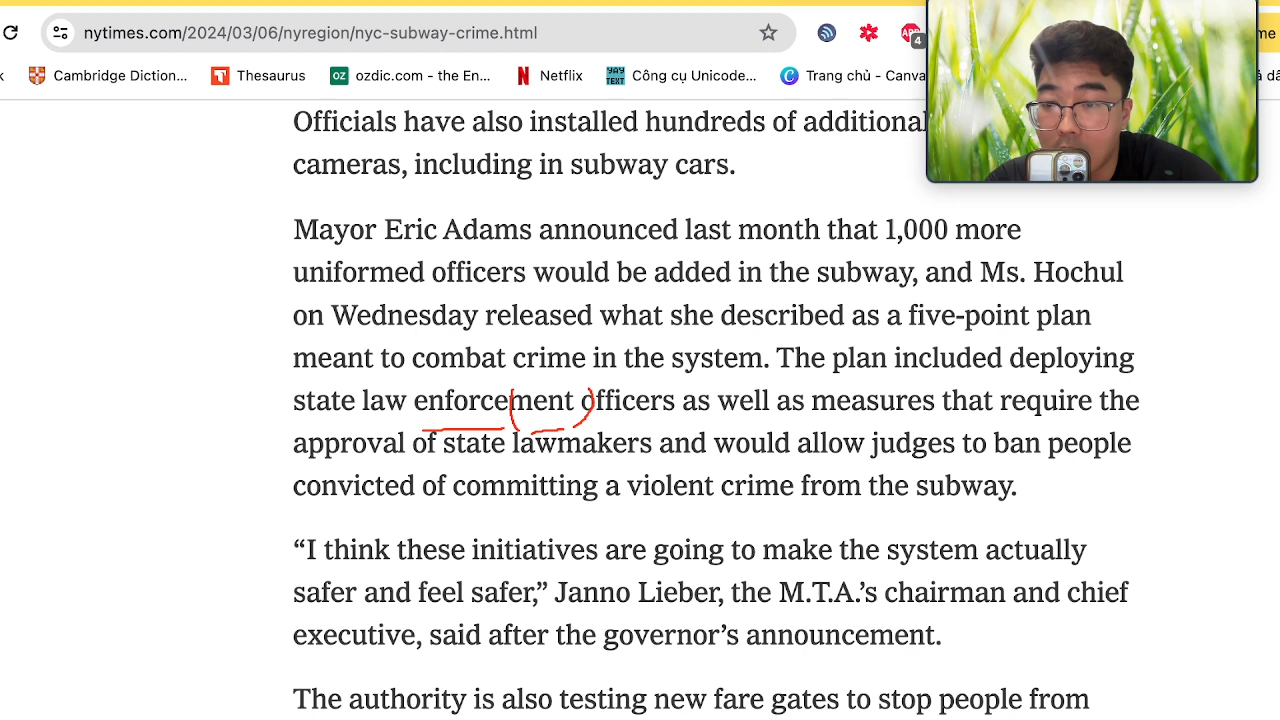 nytimes.com/2024/03/06/nyregion/nyc-subway-crime.html
4
me
k Cambridge Diction... T Thesaurus OZ ozdic.com - the En... N Netflix YAY TEXT Công cụ Unicode... C Trang chủ - Canva
Officials have also installed hundreds of additional
cameras, including in subway cars.
Mayor Eric Adams announced last month that 1,000 more
uniformed officers would be added in the subway, and Ms. Hochul
on Wednesday released what she described as a five-point plan
meant to combat crime in the system. The plan included deploying
state law enforcement officers as well as measures that require the
approval of state lawmakers and would allow judges to ban people
convicted of committing a violent crime from the subway.
“I think these initiatives are going to make the system actually
safer and feel safer,” Janno Lieber, the M.T.A.’s chairman and chief
executive, said after the governor’s announcement.
The authority is also testing new fare gates to stop people from